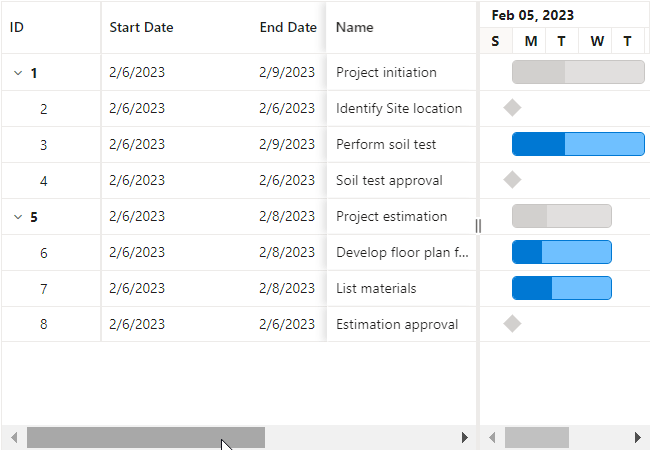 ID Start Date End Date Name Feb 05, 2023
S M T W T
1 2/6/2023 2/9/2023 Project initiation
2 2/6/2023 2/6/2023 Identify Site location
3 2/6/2023 2/9/2023 Perform soil test
4 2/6/2023 2/6/2023 Soil test approval
5 2/6/2023 2/8/2023 Project estimation
6 2/6/2023 2/8/2023 Develop floor plan f...
7 2/6/2023 2/8/2023 List materials
8 2/6/2023 2/6/2023 Estimation approval